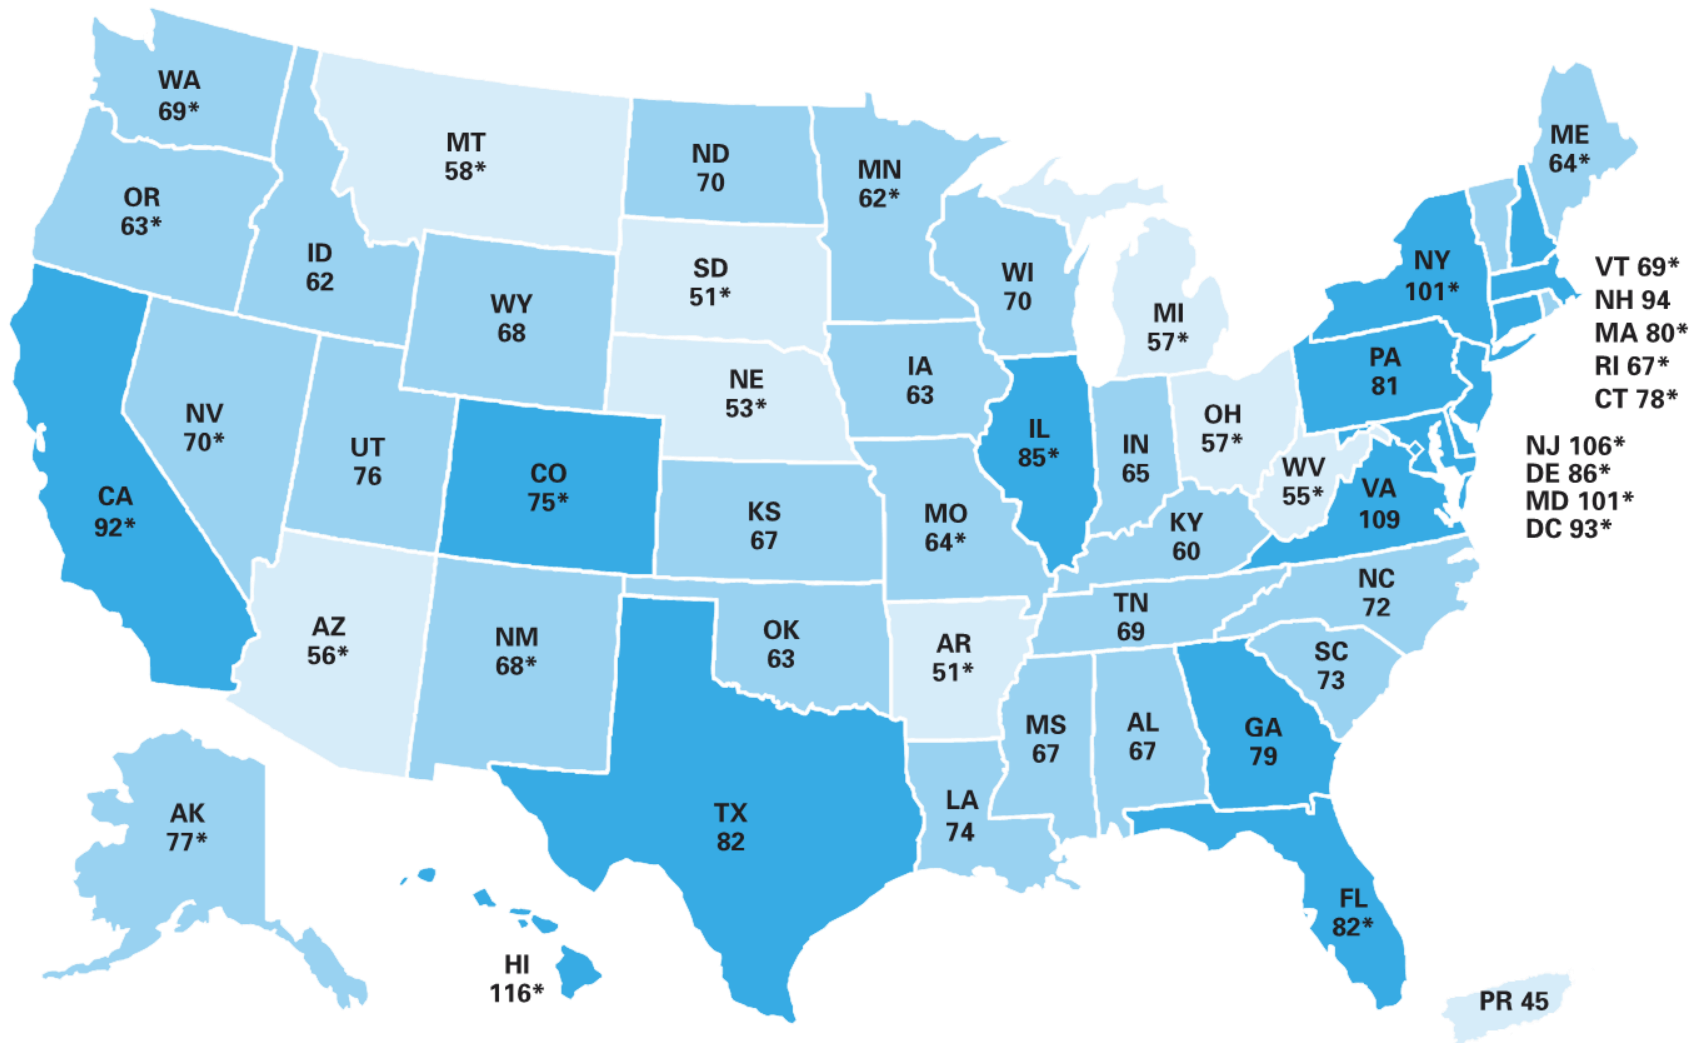 WA
69*
MT
58*
ND
70
MN
62*
ME
64*
OR
63*
ID
62
WY
68
SD
51*
WI
70
MI
57*
NY
101*
VT 69*
NH 94
MA 80*
RI 67*
CT 78*
NV
70*
UT
76
CO
75*
NE
53*
IA
63
IL
85*
IN
65
OH
57*
PA
81
NJ 106*
DE 86*
MD 101*
DC 93*
CA
92*
KS
67
MO
64*
KY
60
WV
55*
VA
109
AZ
56*
NM
68*
OK
63
AR
51*
TN
69
NC
72
SC
73
TX
82
LA
74
MS
67
AL
67
GA
79
AK
77*
HI
116*
FL
82*
PR 45